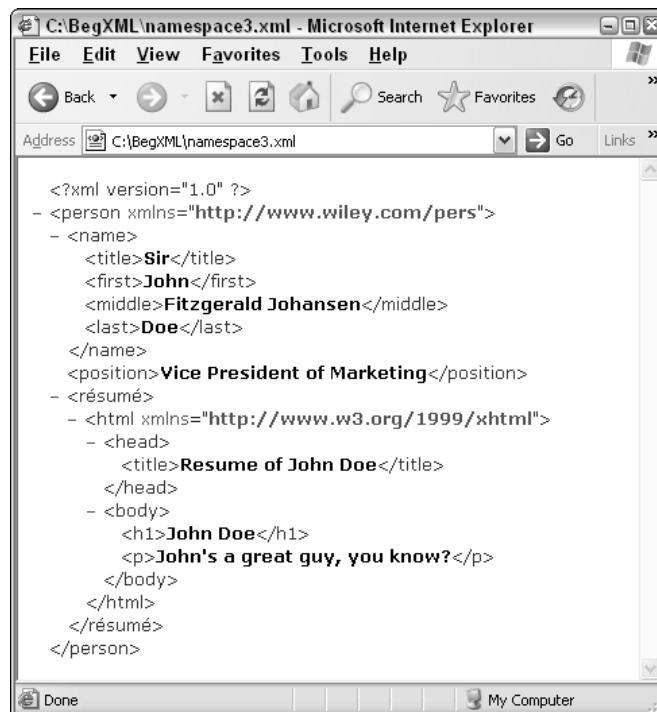 C:\BegXML\namespace3.xml - Microsoft Internet Explorer
File Edit View Favorites Tools Help
Back Search Favorites »
Address C:\BegXML\namespace3.xml Go Links »
<?xml version="1.0" ?>
– <person xmlns="http://www.wiley.com/pers">
– <name>
<title>Sir</title>
<first>John</first>
<middle>Fitzgerald Johansen</middle>
<last>Doe</last>
</name>
<position>Vice President of Marketing</position>
– <résumé>
– <html xmlns="http://www.w3.org/1999/xhtml">
– <head>
<title>Resume of John Doe</title>
</head>
– <body>
<h1>John Doe</h1>
<p>John's a great guy, you know?</p>
</body>
</html>
</résumé>
</person>
Done My Computer